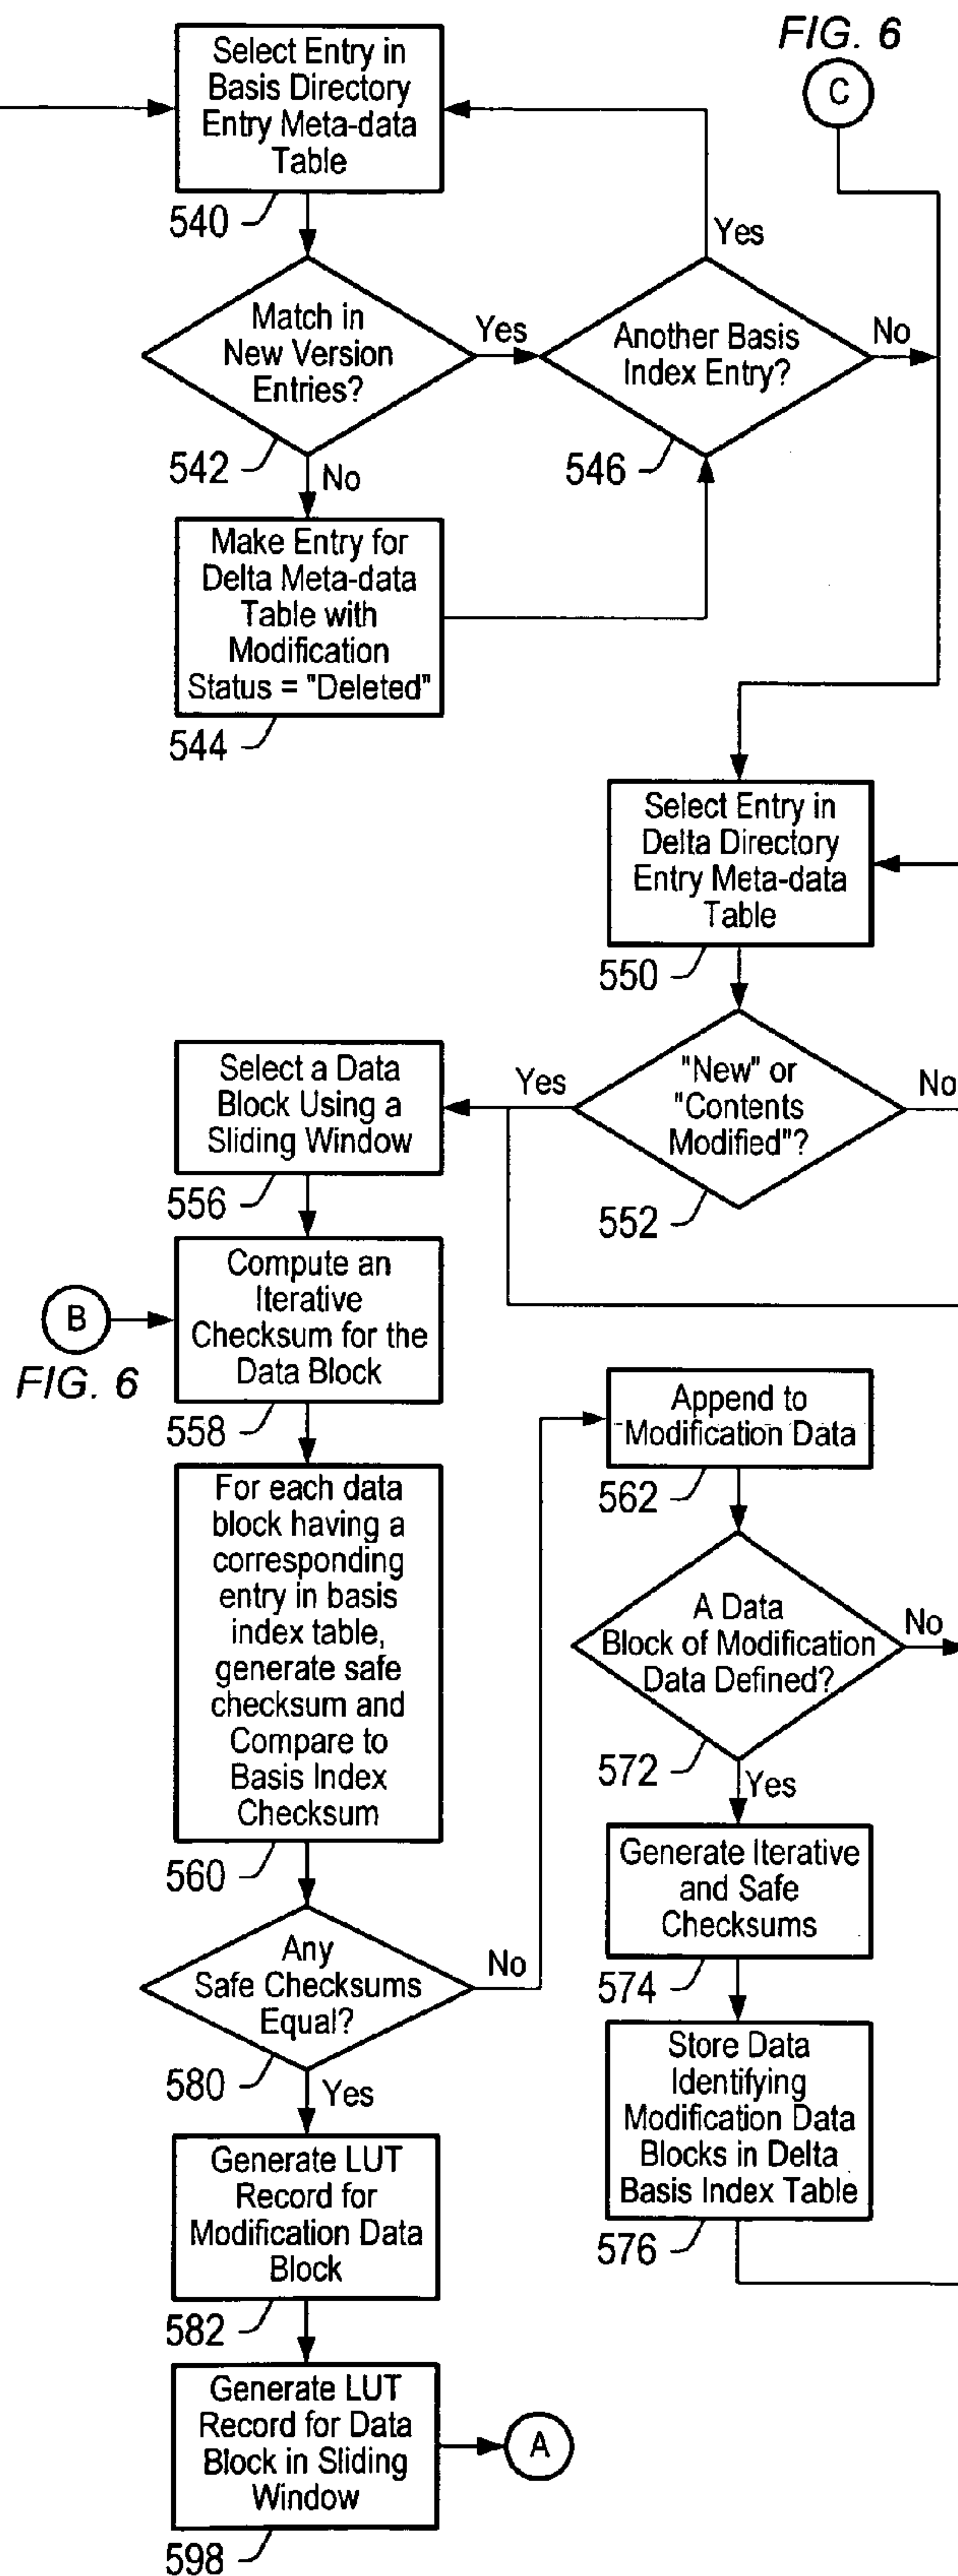 FIG. 6
C
Select Entry in
Basis Directory
Entry Meta-data
Table
540
Match in
New Version
Entries?
542
Yes
No
Another Basis
Index Entry?
546
Yes
No
Make Entry for
Delta Meta-data
Table with
Modification
Status = "Deleted"
544
Select Entry in
Delta Directory
Entry Meta-data
Table
550
"New" or
"Contents
Modified"?
552
Yes
No
Select a Data
Block Using a
Sliding Window
556
B
FIG. 6
Compute an
Iterative
Checksum for the
Data Block
558
For each data
block having a
corresponding
entry in basis
index table,
generate safe
checksum and
Compare to
Basis Index
Checksum
560
Any
Safe Checksums
Equal?
580
No
Yes
Append to
Modification Data
562
A Data
Block of Modification
Data Defined?
572
No
Yes
Generate Iterative
and Safe
Checksums
574
Store Data
Identifying
Modification Data
Blocks in Delta
Basis Index Table
576
Generate LUT
Record for
Modification Data
Block
582
Generate LUT
Record for Data
Block in Sliding
Window
598
A